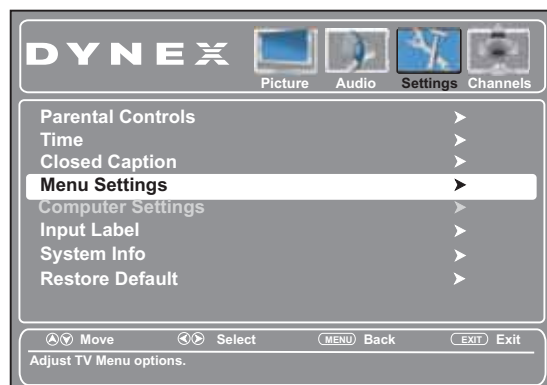 DYNEX
Picture Audio Settings Channels
Parental Controls
Time
Closed Caption
Menu Settings
Computer Settings
Input Label
System Info
Restore Default
Move Select MENU Back EXIT Exit
Adjust TV Menu options.